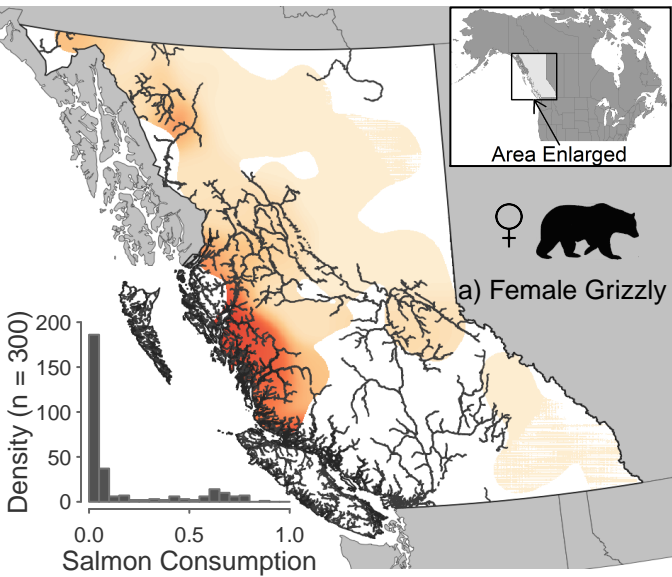 Area Enlarged
♀
a) Female Grizzly
Density (n = 300)
200
150
100
50
0
0.0 0.5 1.0
Salmon Consumption